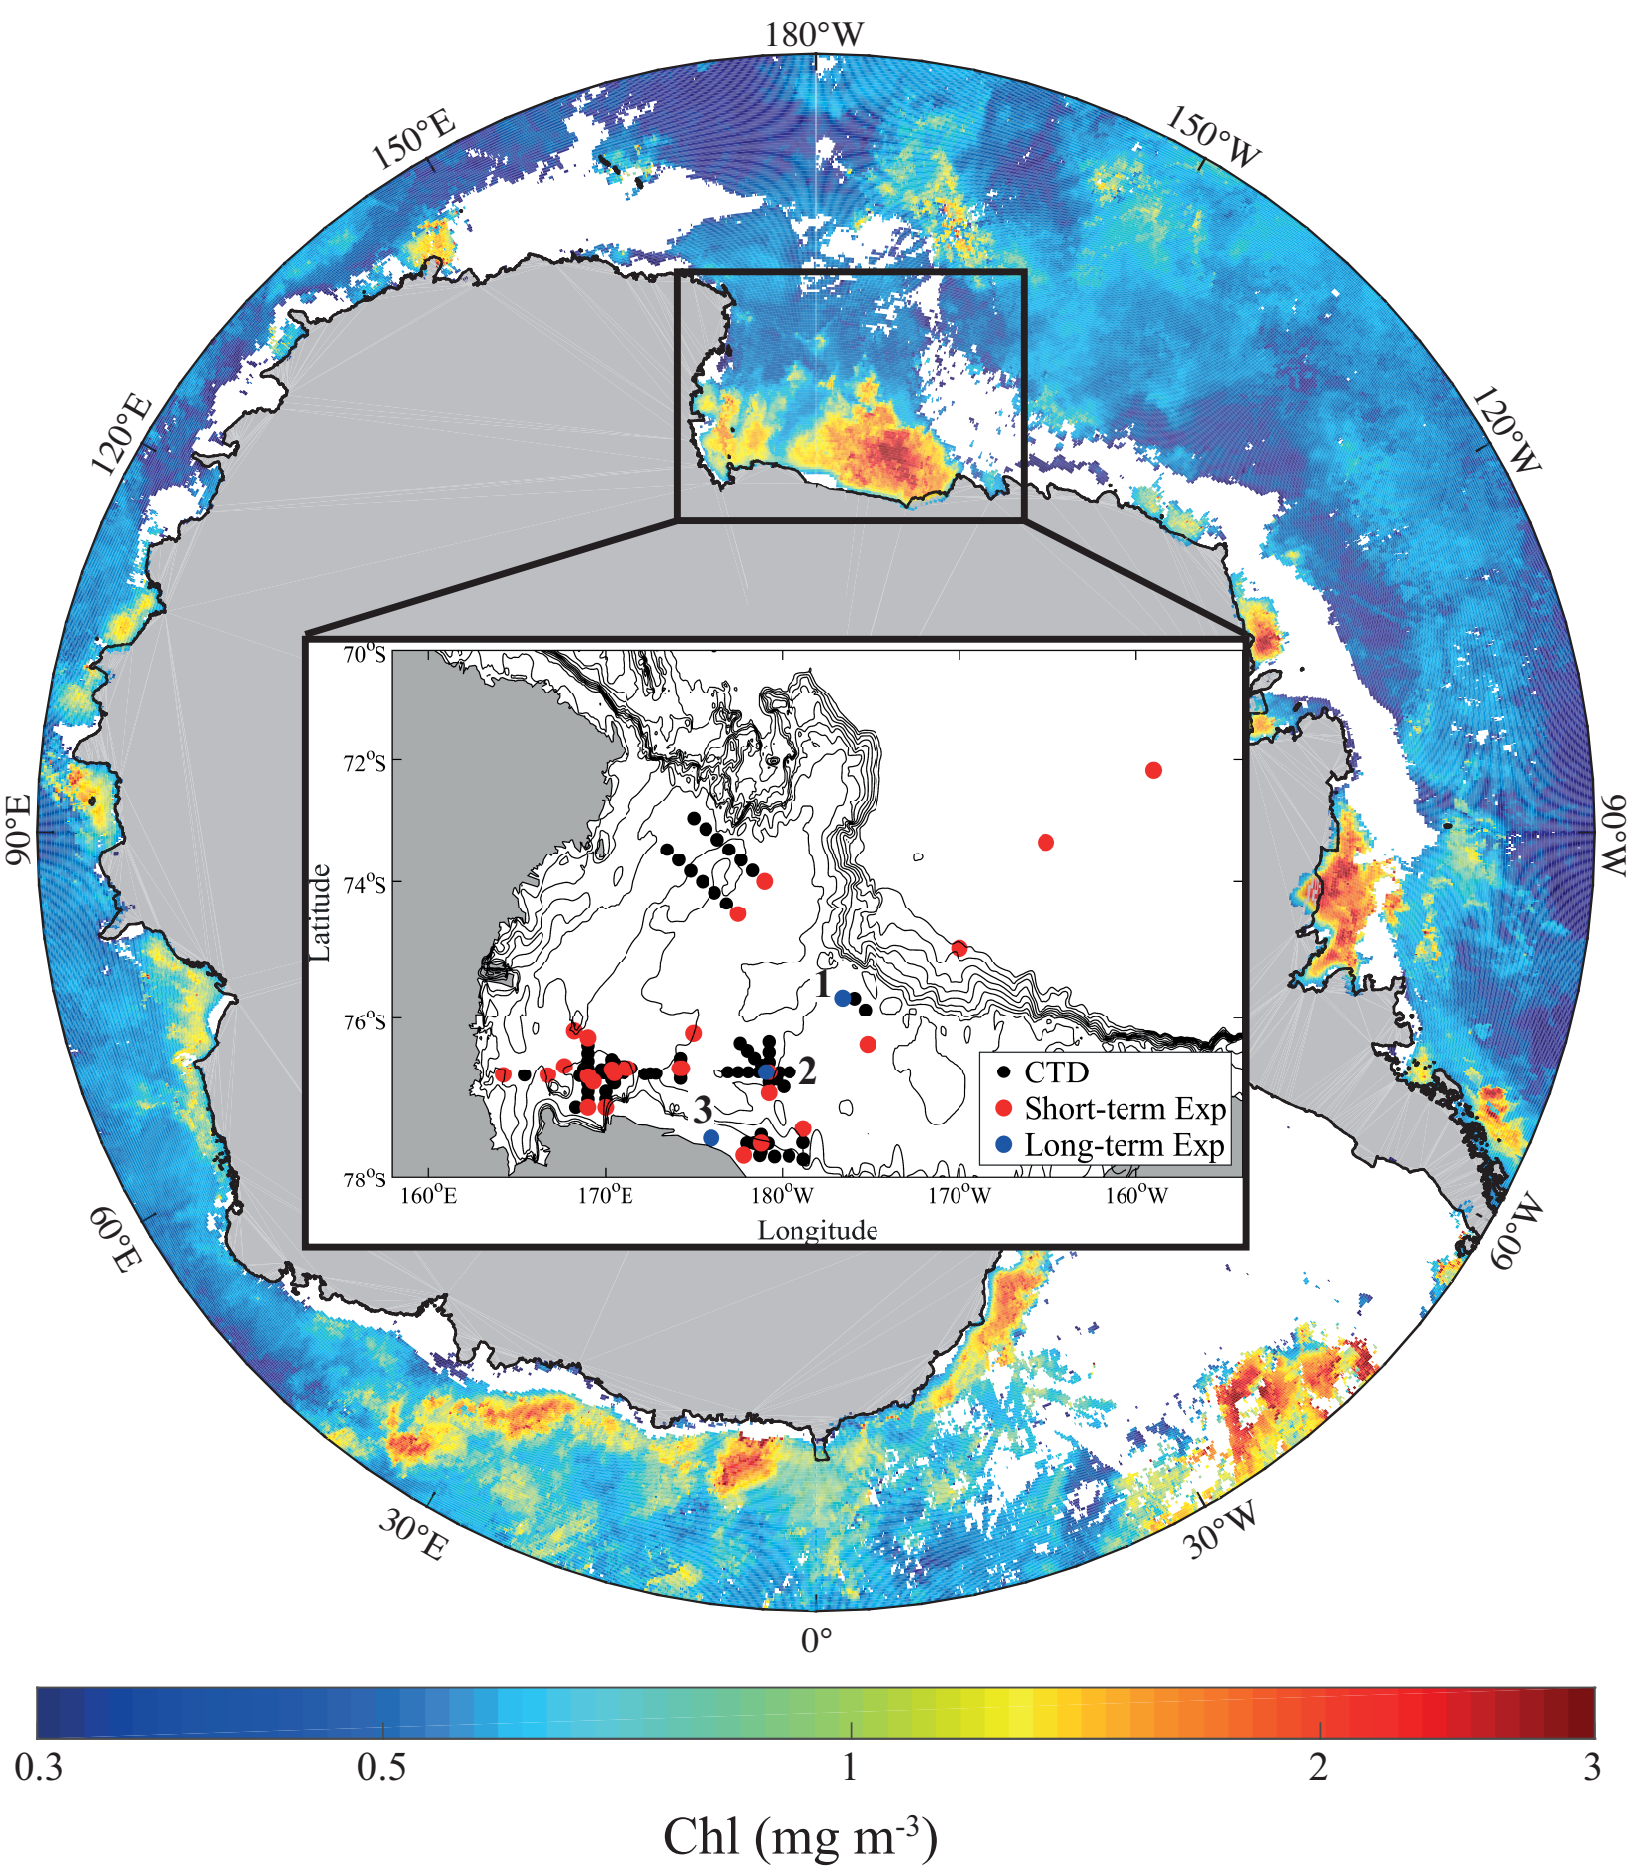 180°W
150°E
150°W
120°E
120°W
90°E
90°W
60°E
60°W
30°E
30°W
0°
70°S
72°S
74°S
76°S
78°S
Latitude
160°E
170°E
180°W
170°W
160°W
Longitude
1
2
3
CTD
Short-term Exp
Long-term Exp
0.3
0.5
1
2
3
Chl (mg m⁻³)